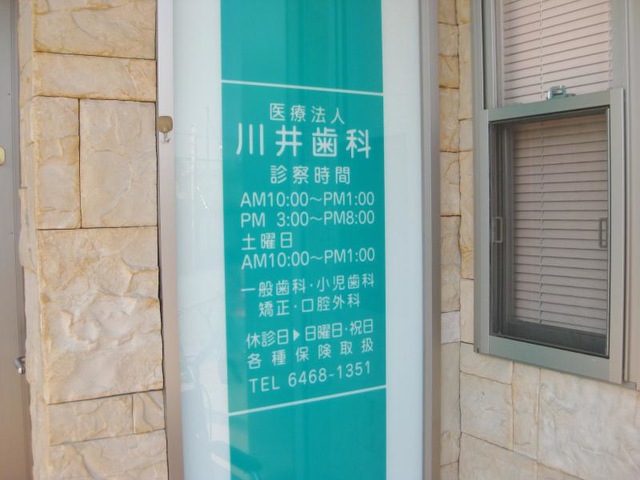 医療法人
川井歯科
診察時間
AM10:00～PM1:00
PM 3:00～PM8:00
土曜日
AM10:00～PM1:00
一般歯科・小児歯科
矯正・口腔外科
休診日▶日曜日・祝日
各種保険取扱
TEL 6468-1351